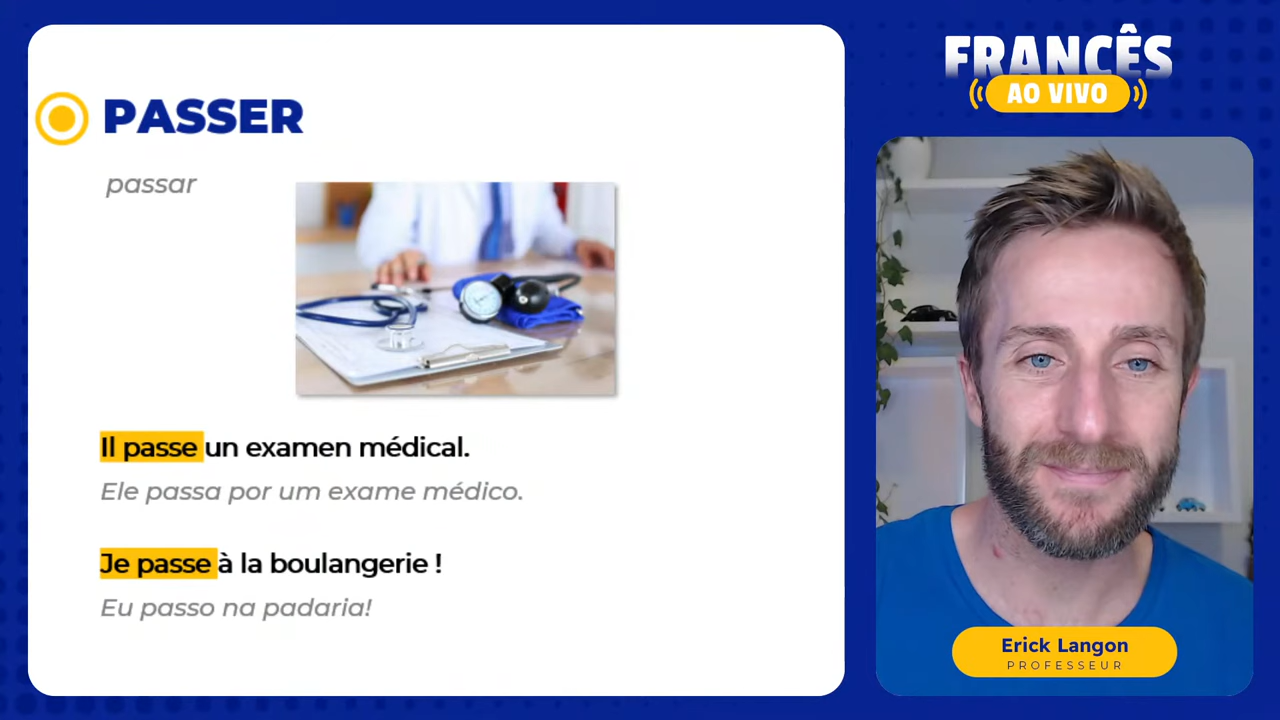 PASSER
passar
Il passe un examen médical.
Ele passa por um exame médico.
Je passe à la boulangerie !
Eu passo na padaria!
FRANCÊS
AO VIVO
Erick Langon
PROFESSEUR